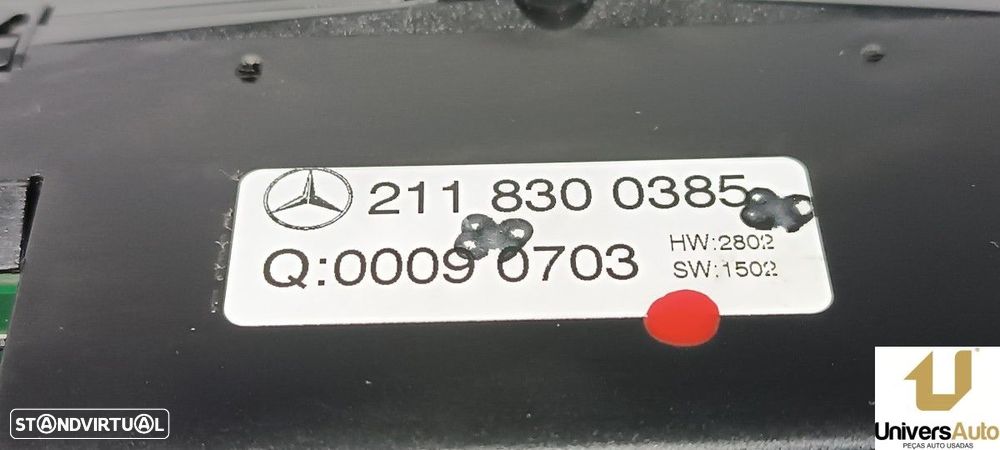 211 830 0385
Q:0009 0703
HW:2802
SW:1502
STANDVIRTUAL
UniversAuto
PEÇAS AUTO USADAS